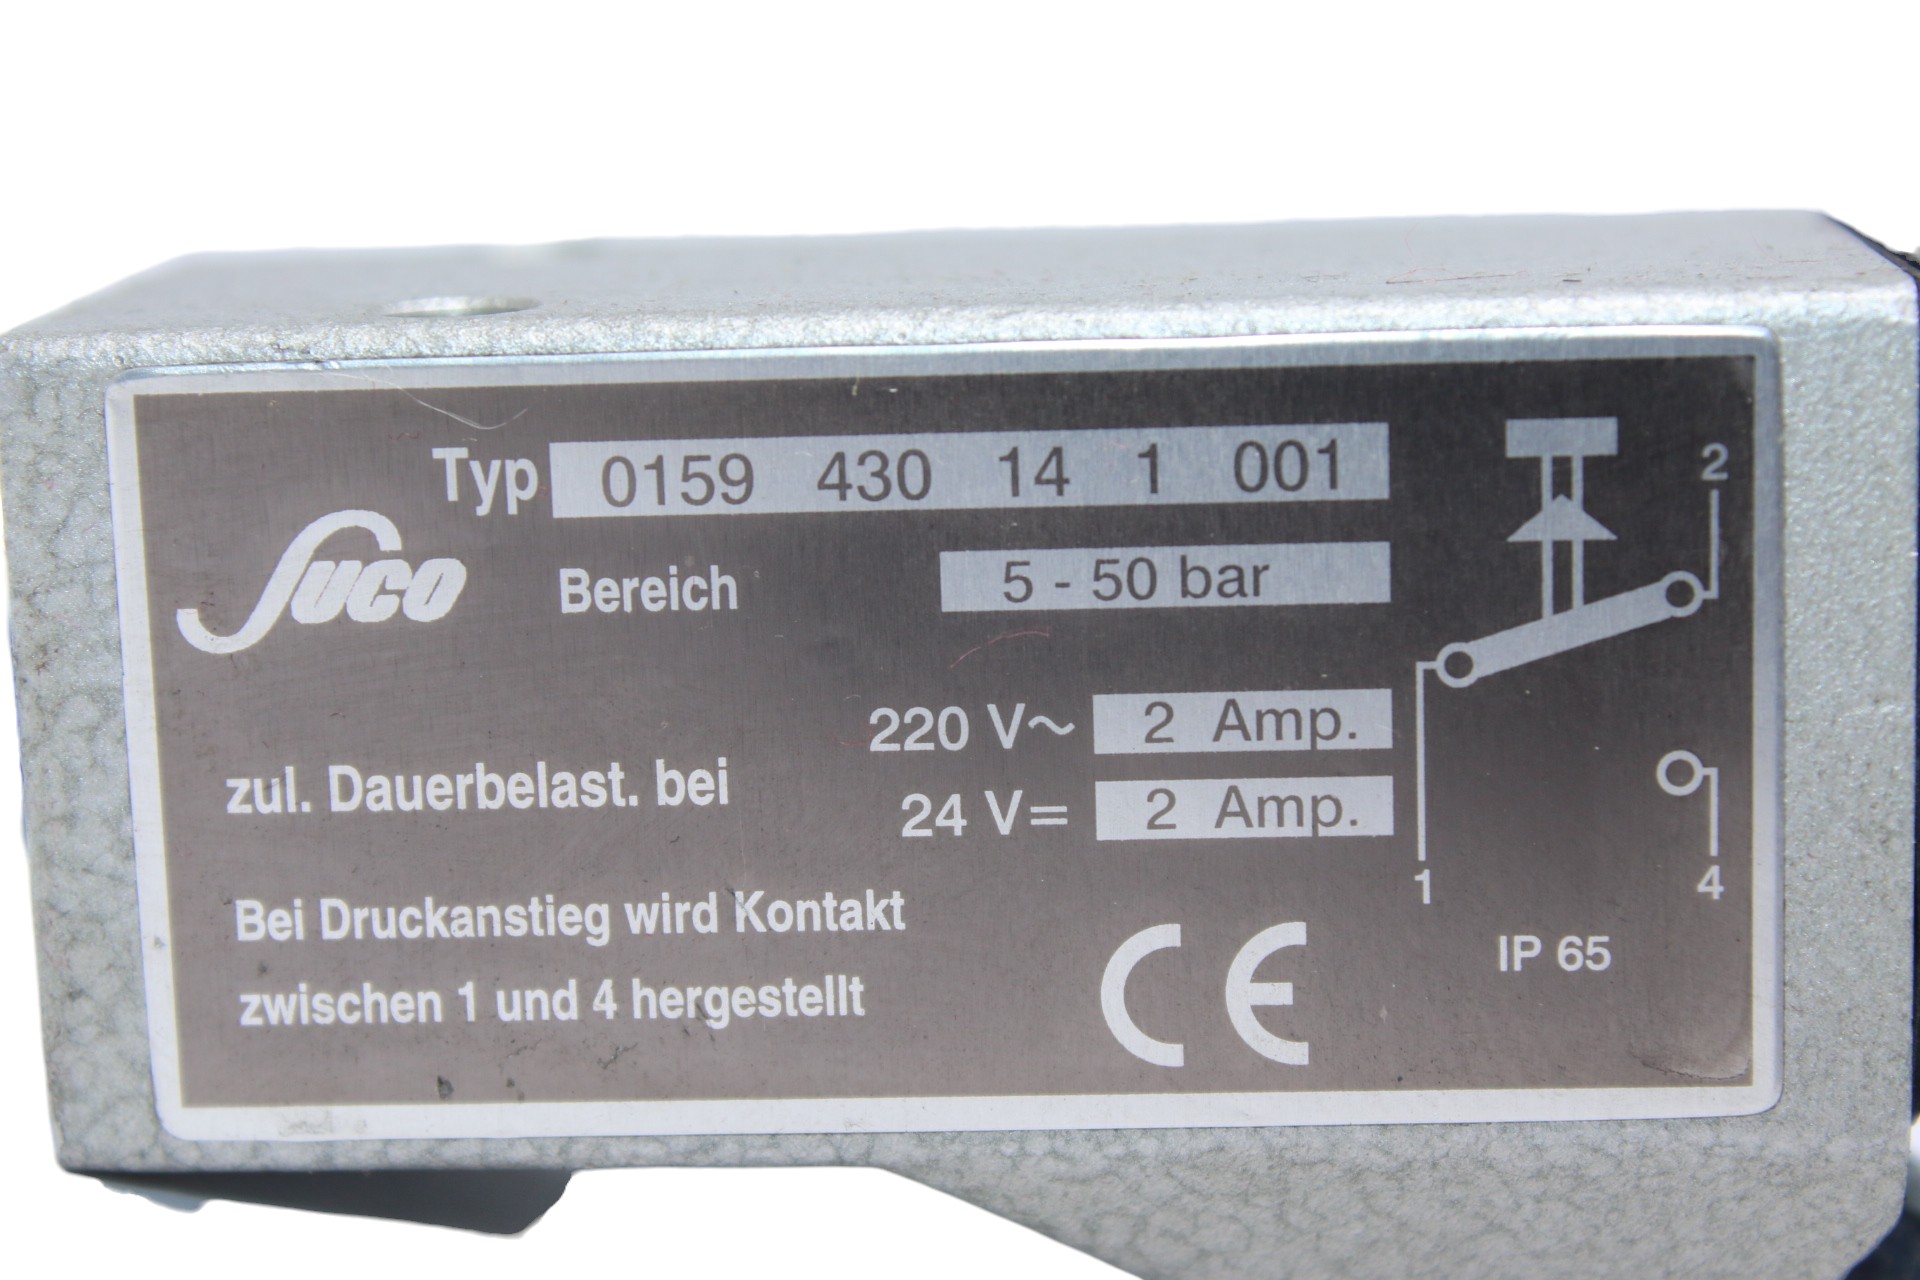 Typ 0159 430 14 1 001
Suco
Bereich 5 - 50 bar
2
220 V~ 2 Amp.
zul. Dauerbelast. bei
24 V= 2 Amp.
1
4
Bei Druckanstieg wird Kontakt
zwischen 1 und 4 hergestellt
CE
IP 65